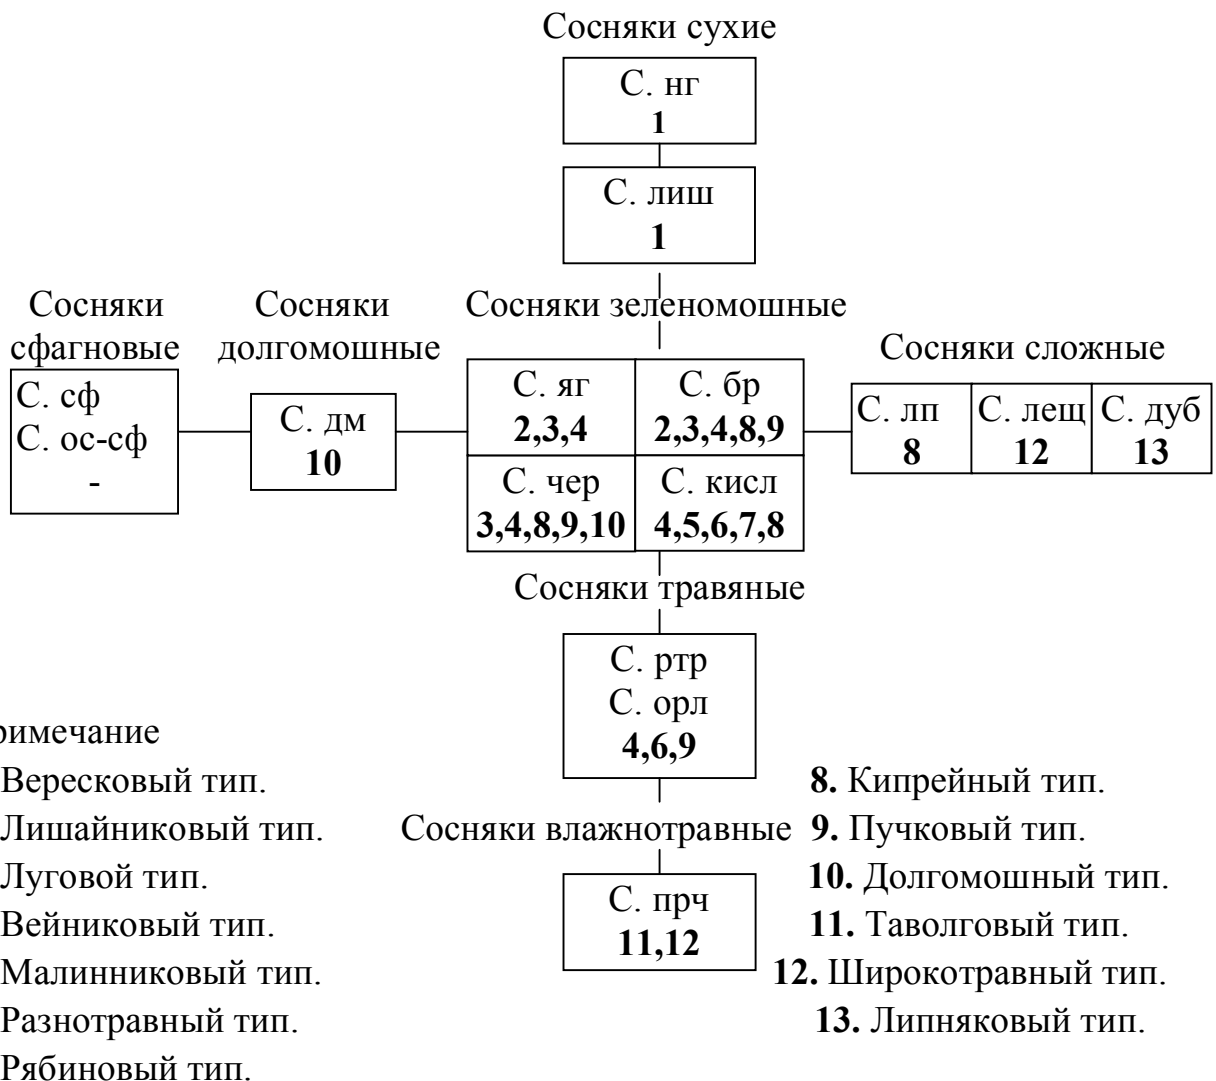 Сосняки сухие
С. нг
1
С. лиш
1
Сосняки
сфагновые
Сосняки
долгомошные
Сосняки зеленомошные
Сосняки сложные
С. сф
С. ос-сф
-
С. дм
10
С. яг
2,3,4
С. бр
2,3,4,8,9
С. чер
3,4,8,9,10
С. кисл
4,5,6,7,8
С. лп
8
С. лещ
12
С. дуб
13
Сосняки травяные
С. ртр
С. орл
4,6,9
Сосняки влажнотравные
С. прч
11,12
римечание
Вересковый тип.
Лишайниковый тип.
Луговой тип.
Вейниковый тип.
Малинниковый тип.
Разнотравный тип.
Рябиновый тип.
8. Кипрейный тип.
9. Пучковый тип.
10. Долгомошный тип.
11. Таволговый тип.
12. Широкотравный тип.
13. Липняковый тип.